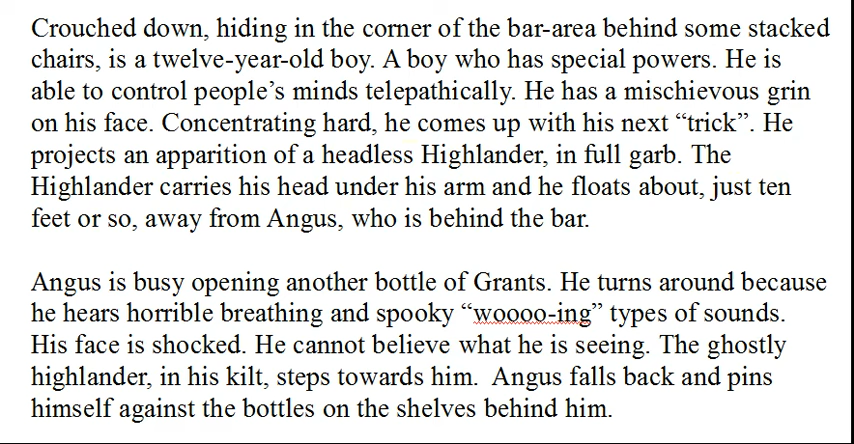 Crouched down, hiding in the corner of the bar-area behind some stacked
chairs, is a twelve-year-old boy. A boy who has special powers. He is
able to control people’s minds telepathically. He has a mischievous grin
on his face. Concentrating hard, he comes up with his next “trick”. He
projects an apparition of a headless Highlander, in full garb. The
Highlander carries his head under his arm and he floats about, just ten
feet or so, away from Angus, who is behind the bar.
Angus is busy opening another bottle of Grants. He turns around because
he hears horrible breathing and spooky “woooo-ing” types of sounds.
His face is shocked. He cannot believe what he is seeing. The ghostly
highlander, in his kilt, steps towards him.  Angus falls back and pins
himself against the bottles on the shelves behind him.